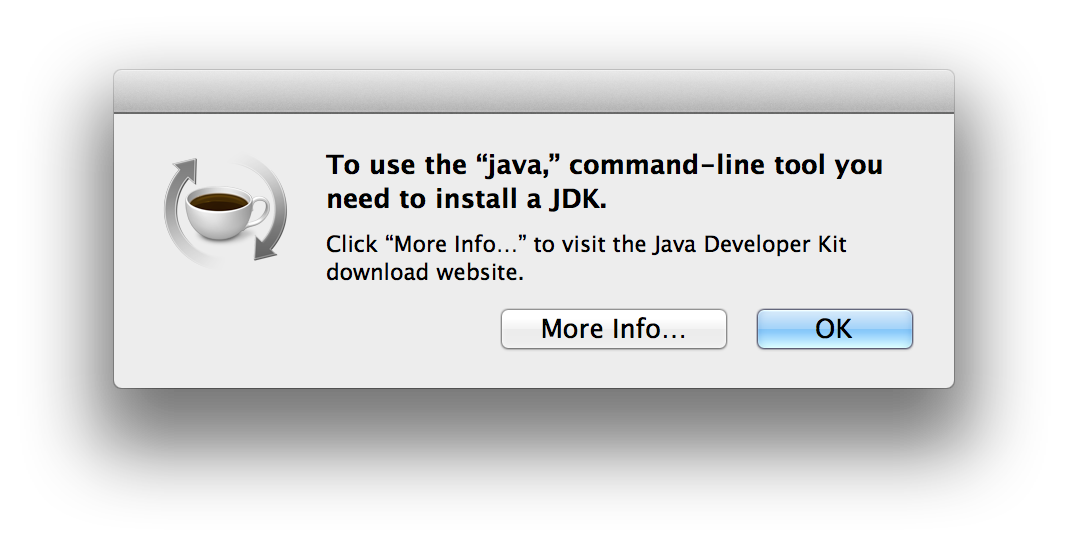 To use the “java,” command-line tool you
need to install a JDK.
Click “More Info…” to visit the Java Developer Kit
download website.
More Info…
OK